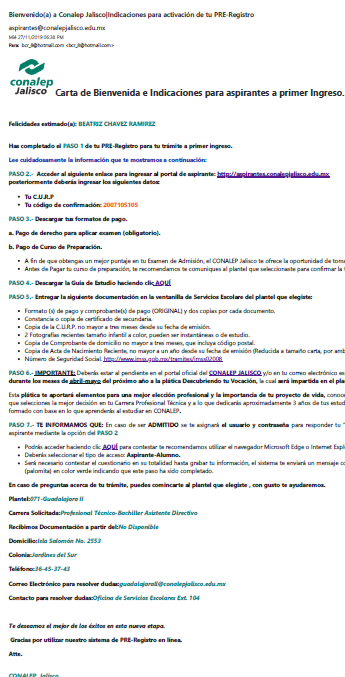 Bienvenido(a) a Conalep Jalisco|Indicaciones para activación de tu PRE-Registro
aspirantes@conalepjalisco.edu.mx
Mié 27/11/2019 06:38 PM
Para: bcr_9@hotmail.com <bcr_9@hotmail.com>
conalep
Jalisco
Carta de Bienvenida e Indicaciones para aspirantes a primer Ingreso.
Felicidades estimado(a): BEATRIZ CHAVEZ RAMIREZ
Has completado el PASO 1 de tu PRE-Registro para tu trámite a primer ingreso.
Lee cuidadosamente la información que te mostramos a continuación:
PASO 2.- Acceder al siguiente enlace para ingresar al portal de aspirante: http://aspirantes.conalepjalisco.edu.mx
posteriormente deberás ingresar los siguientes datos:
• Tu C.U.R.P
• Tu código de confirmación: 2007105105
PASO 3.- Descargar tus formatos de pago.
a. Pago de derecho para aplicar examen (obligatorio).
b. Pago de Curso de Preparación.
• A fin de que obtengas un mejor puntaje en tu Examen de Admisión, el CONALEP Jalisco te ofrece la oportunidad de tom
• Antes de Pagar tu curso de preparación, te recomendamos te comuniques al plantel que seleccionaste para confirmar la
PASO 4.- Descargar la Guía de Estudio haciendo clic AQUÍ
PASO 5.- Entregar la siguiente documentación en la ventanilla de Servicios Escolares del plantel que elegiste:
• Formato (s) de pago y comprobante(s) de pago (ORIGINAL) y dos copias por cada documento.
• Constancia o copia de certificado de secundaria.
• Copia de la C.U.R.P. no mayor a tres meses desde su fecha de emisión.
• 2 Fotografías recientes tamaño infantil a color, pueden ser instantáneas o de estudio.
• Copia de Comprobante de domicilio no mayor a tres meses, que incluya código postal.
• Copia de Acta de Nacimiento Reciente, no mayor a un año desde su fecha de emisión (Reducida a tamaño carta, por amb
• Número de Seguridad Social. http://www.imss.gob.mx/tramites/imss02008
PASO 6.- IMPORTANTE: Deberás estar al pendiente en el portal oficial del CONALEP JALISCO y/o en tu correo electrónico es
durante los meses de abril-mayo del próximo año a la plática Descubriendo tu Vocación, la cual será impartida en el pla
Esta plática te aportará elementos para una mejor elección profesional y la importancia de tu proyecto de vida, conoc
que selecciones la mejor decisión en tu Carrera Profesional Técnica y a lo que dedicarás aproximadamente 3 años de tus estud
formado con base en lo que aprenderás al estudiar en CONALEP.
PASO 7.- TE INFORMAMOS QUE: En caso de ser ADMITIDO se te asignará el usuario y contraseña para responder tu "
aspirante mediante la opción del PASO 2
• Podrás acceder haciendo clic AQUÍ para contestar te recomendamos utilizar el navegador Microsoft Edge o Internet Expl
• Deberás seleccionar el tipo de acceso: Aspirante-Alumno.
• Será necesario contestar el cuestionario en su totalidad hasta grabar tu información, el sistema te enviará un mensaje co
(palomita) en color verde indicando que este paso ha sido completado.
En caso de preguntas acerca de tu trámite, puedes comincarte al plantel que elegiste , con gusto te ayudaremos.
Plantel:071-Guadalajara II
Carrera Solicitada:Profesional Técnico-Bachiller Asistente Directivo
Recibimos Documentación a partir del:No Disponible
Domicilio:Isla Salomón No. 2553
Colonia:Jardines del Sur
Teléfono:36-45-37-43
Correo Electrónico para resolver dudas:guadalajaraII@conalepjalisco.edu.mx
Contacto para resolver dudas:Oficina de Servicios Escolares Ext. 104
Te deseamos el mejor de los éxitos en esta nueva etapa.
Gracias por utilizar nuestro sistema de PRE-Registro en línea.
Atte.
CONALEP Jalisco